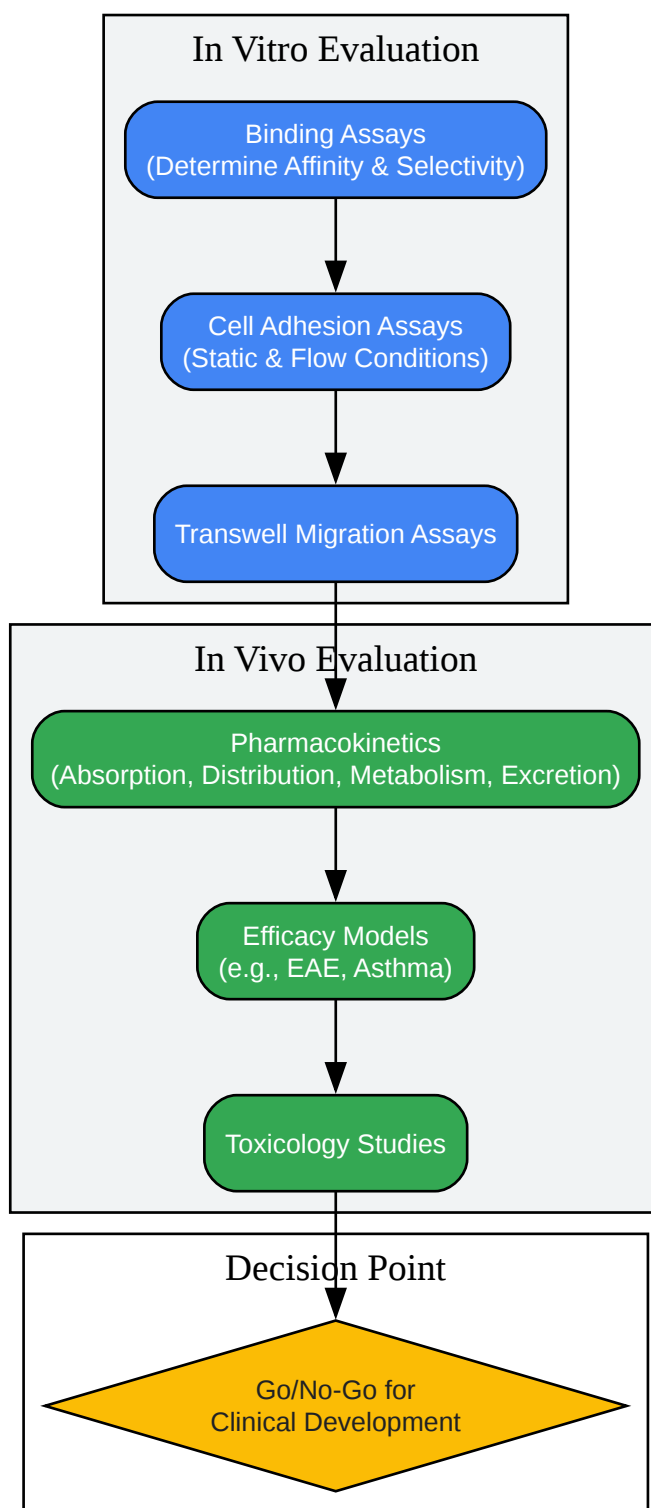 In Vitro Evaluation
Binding Assays
(Determine Affinity & Selectivity)
Cell Adhesion Assays
(Static & Flow Conditions)
Transwell Migration Assays
In Vivo Evaluation
Pharmacokinetics
(Absorption, Distribution, Metabolism, Excretion)
Efficacy Models
(e.g., EAE, Asthma)
Toxicology Studies
Decision Point
Go/No-Go for
Clinical Development